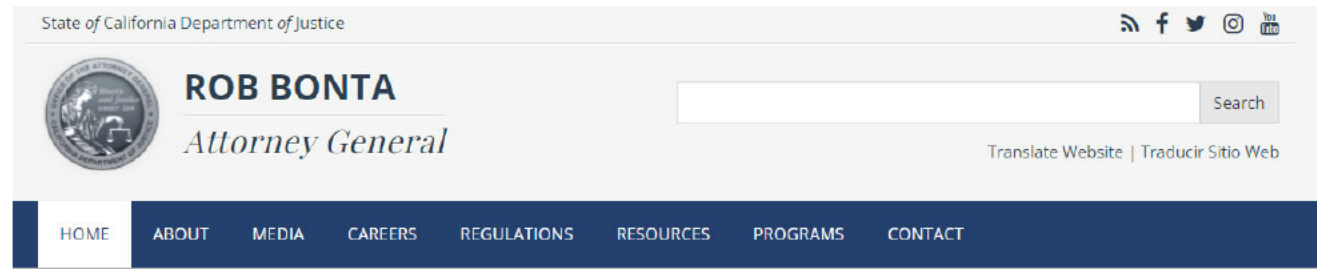 State of California Department of Justice
ROB BONTA
Attorney General
Search
Translate Website | Traducir Sitio Web
HOME ABOUT MEDIA CAREERS REGULATIONS RESOURCES PROGRAMS CONTACT